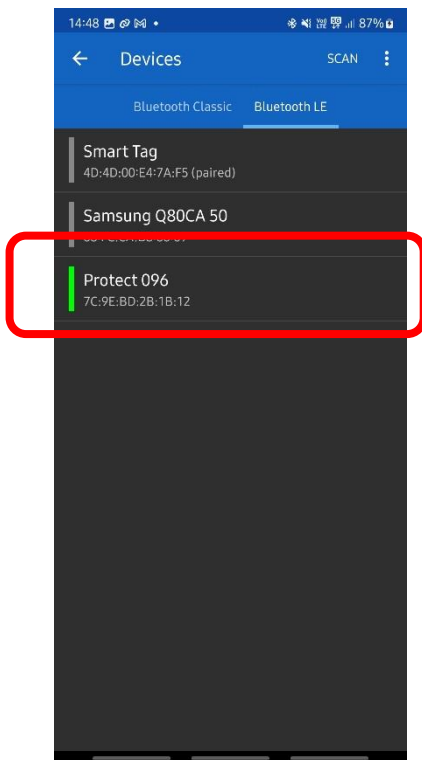 14:48
87%
Devices SCAN
Bluetooth Classic Bluetooth LE
Smart Tag
4D:4D:00:E4:7A:F5 (paired)
Samsung Q80CA 50
Protect 096
7C:9E:BD:2B:1B:12